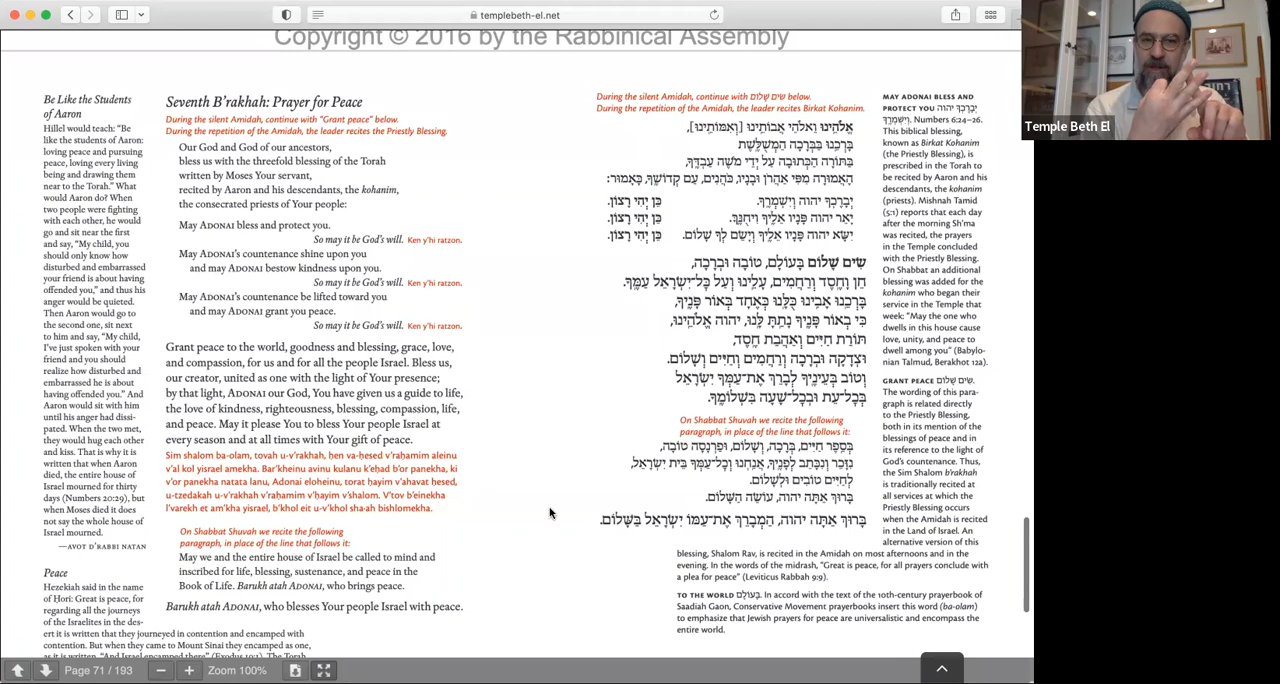 templebeth-el.net
Copyright © 2016 by the Rabbinical Assembly
Temple Beth El
Be Like the Students
of Aaron
Hillel would teach: “Be
like the students of Aaron:
loving peace and pursuing
peace, loving every living
being and drawing them
near to the Torah.” What
would Aaron do? When
two people were fighting
with each other, he would
go and sit near the first
and say, “My child, you
should only know how
disturbed and embarrassed
your friend is about having
offended you,” and thus his
anger would be quieted.
Then Aaron would go to
the second one, sit next
to him and say, “My child,
I’ve just spoken with your
friend and you should
realize how disturbed and
embarrassed he is about
having offended you.” And
Aaron would sit with him
until his anger had dissi-
pated. When the two met,
they would hug each other
and kiss. That is why it is
written that when Aaron
died, the entire house of
Israel mourned for thirty
days (Numbers 20:29), but
when Moses died it does
not say the whole house of
Israel mourned.
—AVOT D’RABBI NATAN
Peace
Hezekiah said in the name
of Ḥori: Great is peace, for
regarding all the journeys
of the Israelites in the des-
ert it is written that they journeyed in contention and encamped with
contention. But when they came to Mount Sinai they encamped as one,
as it is written, “And Israel encamped there” (Exodus 19:2). The Torah
Seventh B’rakhah: Prayer for Peace
During the silent Amidah, continue with “Grant peace” below.
During the repetition of the Amidah, the leader recites the Priestly Blessing.
Our God and God of our ancestors,
bless us with the threefold blessing of the Torah
written by Moses Your servant,
recited by Aaron and his descendants, the kohanim,
the consecrated priests of Your people:
May ADONAI bless and protect you.
So may it be God’s will. Ken y’hi ratzon.
May ADONAI’s countenance shine upon you
and may ADONAI bestow kindness upon you.
So may it be God’s will. Ken y’hi ratzon.
May ADONAI’s countenance be lifted toward you
and may ADONAI grant you peace.
So may it be God’s will. Ken y’hi ratzon.
Grant peace to the world, goodness and blessing, grace, love,
and compassion, for us and for all the people Israel. Bless us,
our creator, united as one with the light of Your presence;
by that light, ADONAI our God, You have given us a guide to life,
the love of kindness, righteousness, blessing, compassion, life,
and peace. May it please You to bless Your people Israel at
every season and at all times with Your gift of peace.
Sim shalom ba-olam, tovah u-v’rakhah, ḥen va-ḥesed v’raḥamim aleinu
v’al kol yisrael amekha. Bar’kheinu avinu kulanu k’eḥad b’or panekha, ki
v’or panekha natata lanu, Adonai eloheinu, torat ḥayim v’ahavat ḥesed,
u-tzedakah u-v’rakhah v’raḥamim v’ḥayim v’shalom. V’tov b’einekha
l’varekh et am’kha yisrael, b’khol eit u-v’khol sha·ah bishlomekha.
On Shabbat Shuvah we recite the following
paragraph, in place of the line that follows it:
May we and the entire house of Israel be called to mind and
inscribed for life, blessing, sustenance, and peace in the
Book of Life. Barukh atah ADONAI, who brings peace.
Barukh atah ADONAI, who blesses Your people Israel with peace.
During the silent Amidah, continue with שִׂים שָׁלוֹם below.
During the repetition of the Amidah, the leader recites Birkat Kohanim.
אֱלֹהֵֽינוּ וֵאלֹהֵי אֲבוֹתֵֽינוּ [וְאִמּוֹתֵֽינוּ],
בָּרְכֵֽנוּ בַּבְּרָכָה הַמְשֻׁלֶּֽשֶׁת
בַּתּוֹרָה הַכְּתוּבָה עַל יְדֵי מֹשֶׁה עַבְדֶּֽךָ,
הָאֲמוּרָה מִפִּי אַהֲרֹן וּבָנָיו, כֹּהֲנִים, עַם קְדוֹשֶֽׁךָ, כָּאָמוּר:
יְבָרֶכְךָ יהוה וְיִשְׁמְרֶֽךָ. כֵּן יְהִי רָצוֹן.
יָאֵר יהוה פָּנָיו אֵלֶֽיךָ וִיחֻנֶּֽךָּ. כֵּן יְהִי רָצוֹן.
יִשָּׂא יהוה פָּנָיו אֵלֶֽיךָ וְיָשֵׂם לְךָ שָׁלוֹם. כֵּן יְהִי רָצוֹן.
שִׂים שָׁלוֹם בָּעוֹלָם, טוֹבָה וּבְרָכָה,
חֵן וָחֶֽסֶד וְרַחֲמִים, עָלֵֽינוּ וְעַל כׇּל־יִשְׂרָאֵל עַמֶּֽךָ.
בָּרְכֵֽנוּ אָבִֽינוּ כֻּלָּֽנוּ כְּאֶחָד בְּאוֹר פָּנֶֽיךָ,
כִּי בְאוֹר פָּנֶֽיךָ נָתַֽתָּ לָּֽנוּ, יהוה אֱלֹהֵֽינוּ,
תּוֹרַת חַיִּים וְאַהֲבַת חֶֽסֶד,
וּצְדָקָה וּבְרָכָה וְרַחֲמִים וְחַיִּים וְשָׁלוֹם.
וְטוֹב בְּעֵינֶֽיךָ לְבָרֵךְ אֶת־עַמְּךָ יִשְׂרָאֵל
בְּכׇל־עֵת וּבְכׇל־שָׁעָה בִּשְׁלוֹמֶֽךָ.
On Shabbat Shuvah we recite the following
paragraph, in place of the line that follows it:
בְּסֵֽפֶר חַיִּים, בְּרָכָה, וְשָׁלוֹם, וּפַרְנָסָה טוֹבָה,
נִזָּכֵר וְנִכָּתֵב לְפָנֶֽיךָ, אֲנַֽחְנוּ וְכׇל־עַמְּךָ בֵּית יִשְׂרָאֵל,
לְחַיִּים טוֹבִים וּלְשָׁלוֹם.
בָּרוּךְ אַתָּה יהוה, עוֹשֵׂה הַשָּׁלוֹם.
בָּרוּךְ אַתָּה יהוה, הַמְבָרֵךְ אֶת־עַמּוֹ יִשְׂרָאֵל בַּשָּׁלוֹם.
MAY ADONAI BLESS AND
PROTECT YOU יְבָרֶכְךָ יהוה
וְיִשְׁמְרֶֽךָ. Numbers 6:24–26.
This biblical blessing,
known as Birkat Kohanim
(the Priestly Blessing), is
prescribed in the Torah to
be recited by Aaron and his
descendants, the kohanim
(priests). Mishnah Tamid
(5:1) reports that each day
after the morning Sh’ma
was recited, the prayers
in the Temple concluded
with the Priestly Blessing.
On Shabbat an additional
blessing was added for the
kohanim who began their
service in the Temple that
week: “May the one who
dwells in this house cause
love, unity, and peace to
dwell among you” (Babylo-
nian Talmud, Berakhot 12a).
GRANT PEACE שִׂים שָׁלוֹם.
The wording of this para-
graph is related directly
to the Priestly Blessing,
both in its mention of the
blessings of peace and in
its reference to the light of
God’s countenance. Thus,
the Sim Shalom b’rakhah
is traditionally recited at
all services at which the
Priestly Blessing occurs
when the Amidah is recited
in the Land of Israel. An
alternative version of this
blessing, Shalom Rav, is recited in the Amidah on most afternoons and in the
evening. In the words of the midrash, “Great is peace, for all prayers conclude with
a plea for peace” (Leviticus Rabbah 9:9).
TO THE WORLD בָּעוֹלָם. In accord with the text of the 10th-century prayerbook of
Saadiah Gaon, Conservative Movement prayerbooks insert this word (ba-olam)
to emphasize that Jewish prayers for peace are universalistic and encompass the
entire world.
Page 71 / 193
Zoom 100%